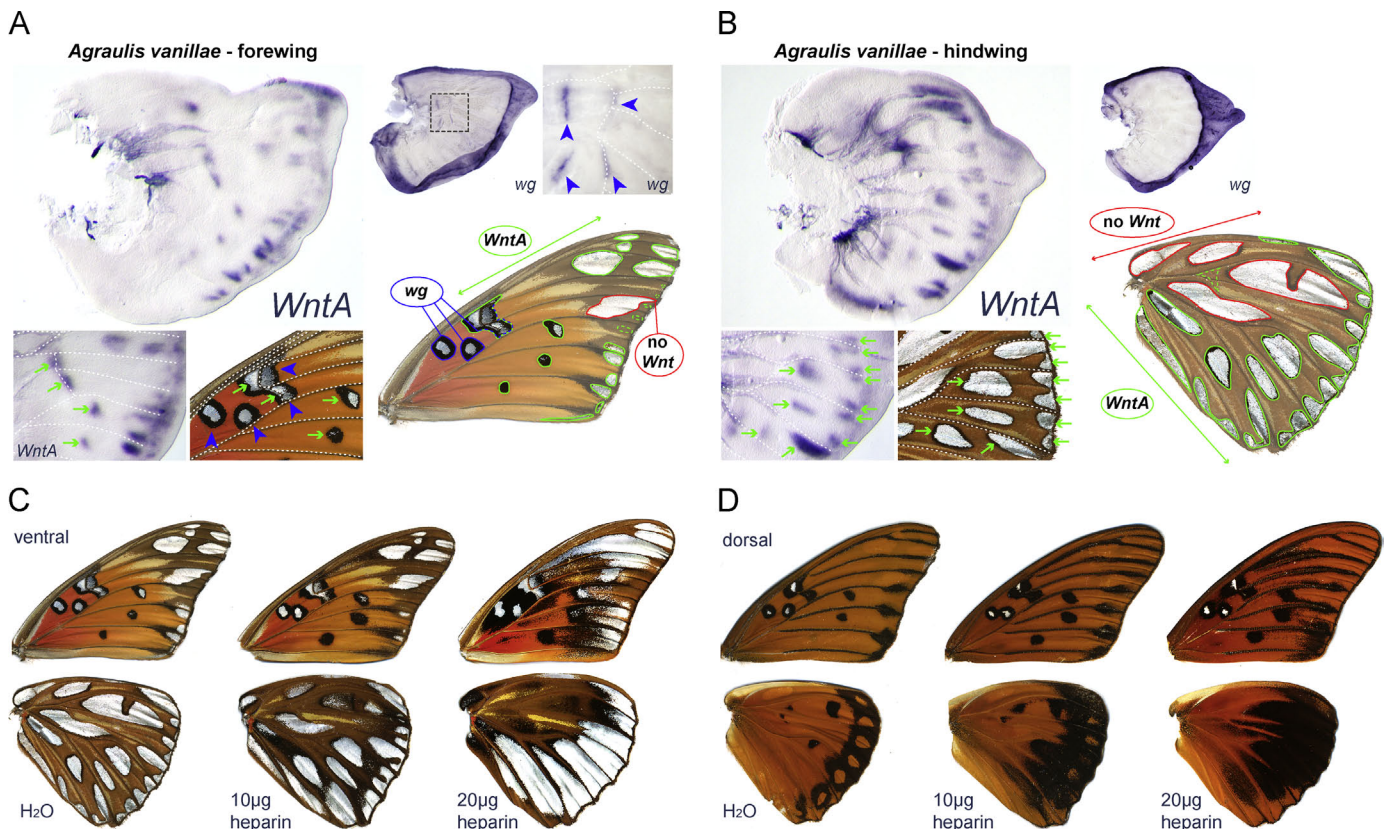 A
Agraulis vanillae - forewing
wg
wg
WntA
WntA
wg
no
Wnt
WntA
B
Agraulis vanillae - hindwing
wg
WntA
no Wnt
WntA
C
ventral
H₂O
10µg
heparin
20µg
heparin
D
dorsal
H₂O
10µg
heparin
20µg
heparin